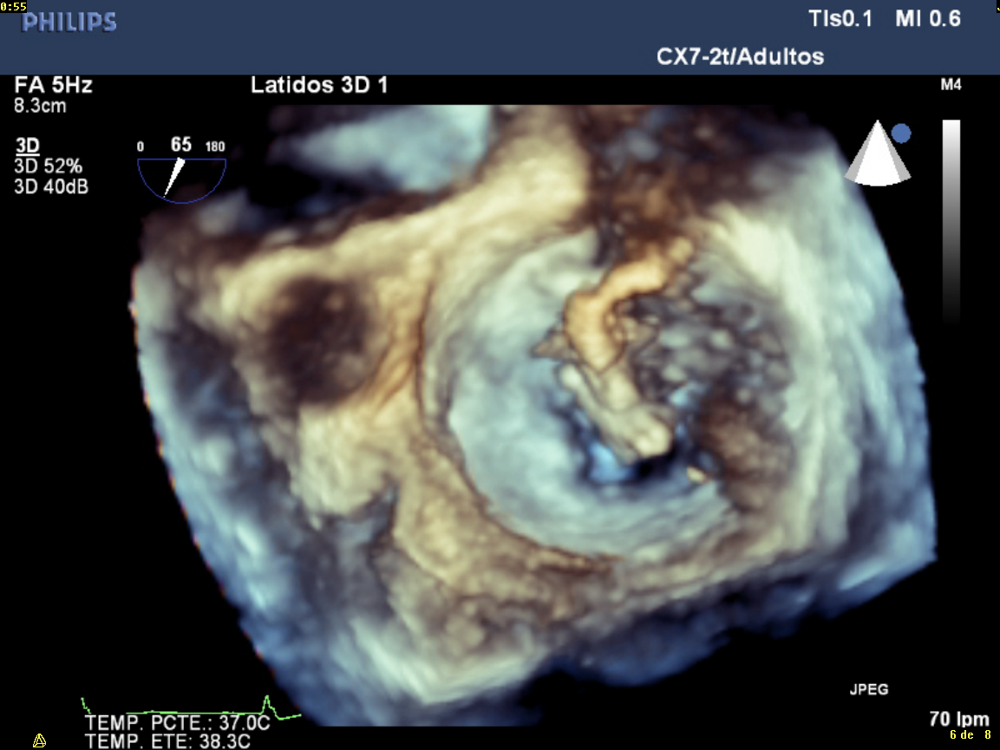 0:55
PHILIPS
TIs0.1 MI 0.6
CX7-2t/Adultos
FA 5Hz
8.3cm
Latidos 3D 1
M4
3D
3D 52%
3D 40dB
0 65 180
JPEG
TEMP. PCTE.: 37.0C
TEMP. ETE: 38.3C
70 lpm
6 de 8